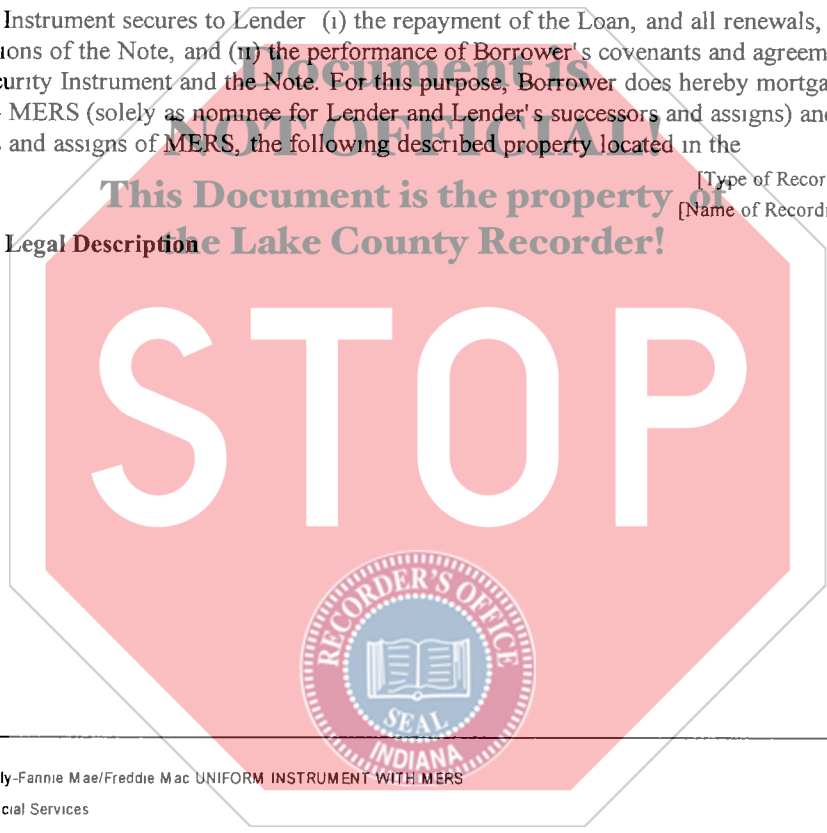 Instrument secures to Lender (i) the repayment of the Loan, and all renewals,
ions of the Note, and (ii) the performance of Borrower's covenants and agreem
urity Instrument and the Note. For this purpose, Borrower does hereby mortga
MERS (solely as nominee for Lender and Lender's successors and assigns) and
and assigns of MERS, the following described property located in the
[Type of Recor
[Name of Recordi
Legal Description
Document is
NOT OFFICIAL!
This Document is the property of
the Lake County Recorder!
STOP
RECORDER'S OFFICE
SEAL
INDIANA
ly-Fannie Mae/Freddie Mac UNIFORM INSTRUMENT WITH MERS
cial Services